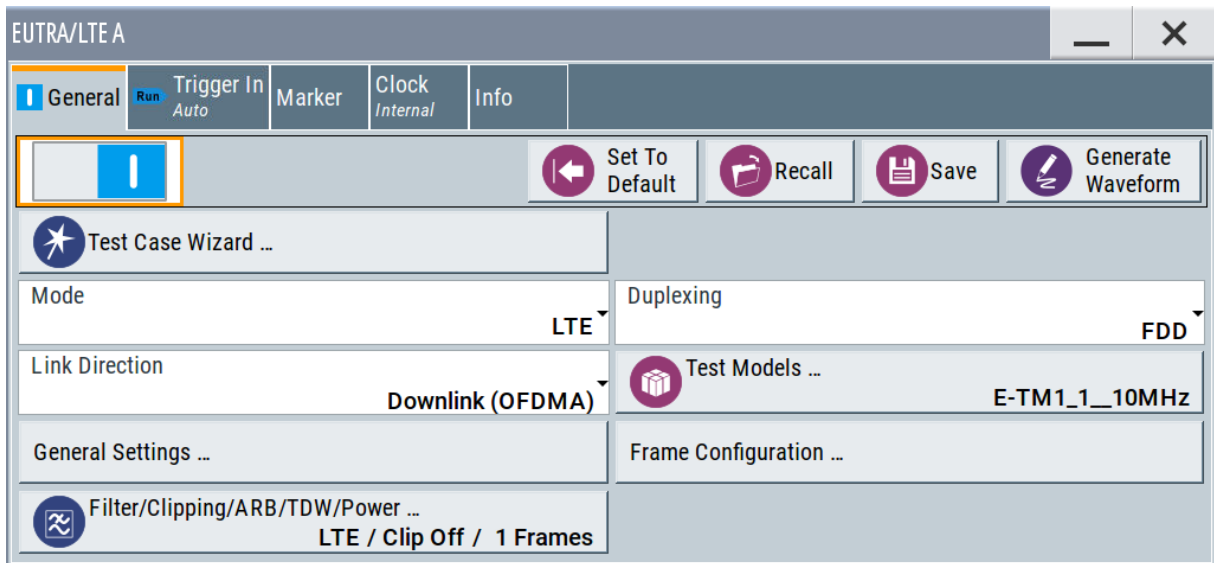 EUTRA/LTE A
General
Run
Trigger In
Auto
Marker
Clock
Internal
Info
Set To
Default
Recall
Save
Generate
Waveform
Test Case Wizard ...
Mode
LTE
Duplexing
FDD
Link Direction
Downlink (OFDMA)
Test Models ...
E-TM1_1__10MHz
General Settings ...
Frame Configuration ...
Filter/Clipping/ARB/TDW/Power ...
LTE / Clip Off / 1 Frames